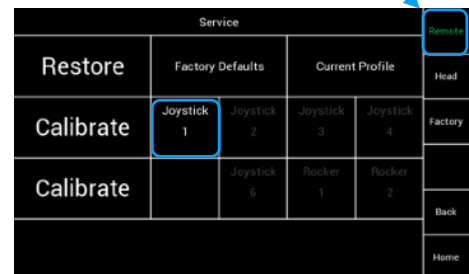 Service
Remote
Restore
Factory Defaults
Current Profile
Head
Calibrate
Joystick
1
Joystick
2
Joystick
3
Joystick
4
Factory
Calibrate
Joystick
6
Rocker
1
Rocker
2
Back
Home